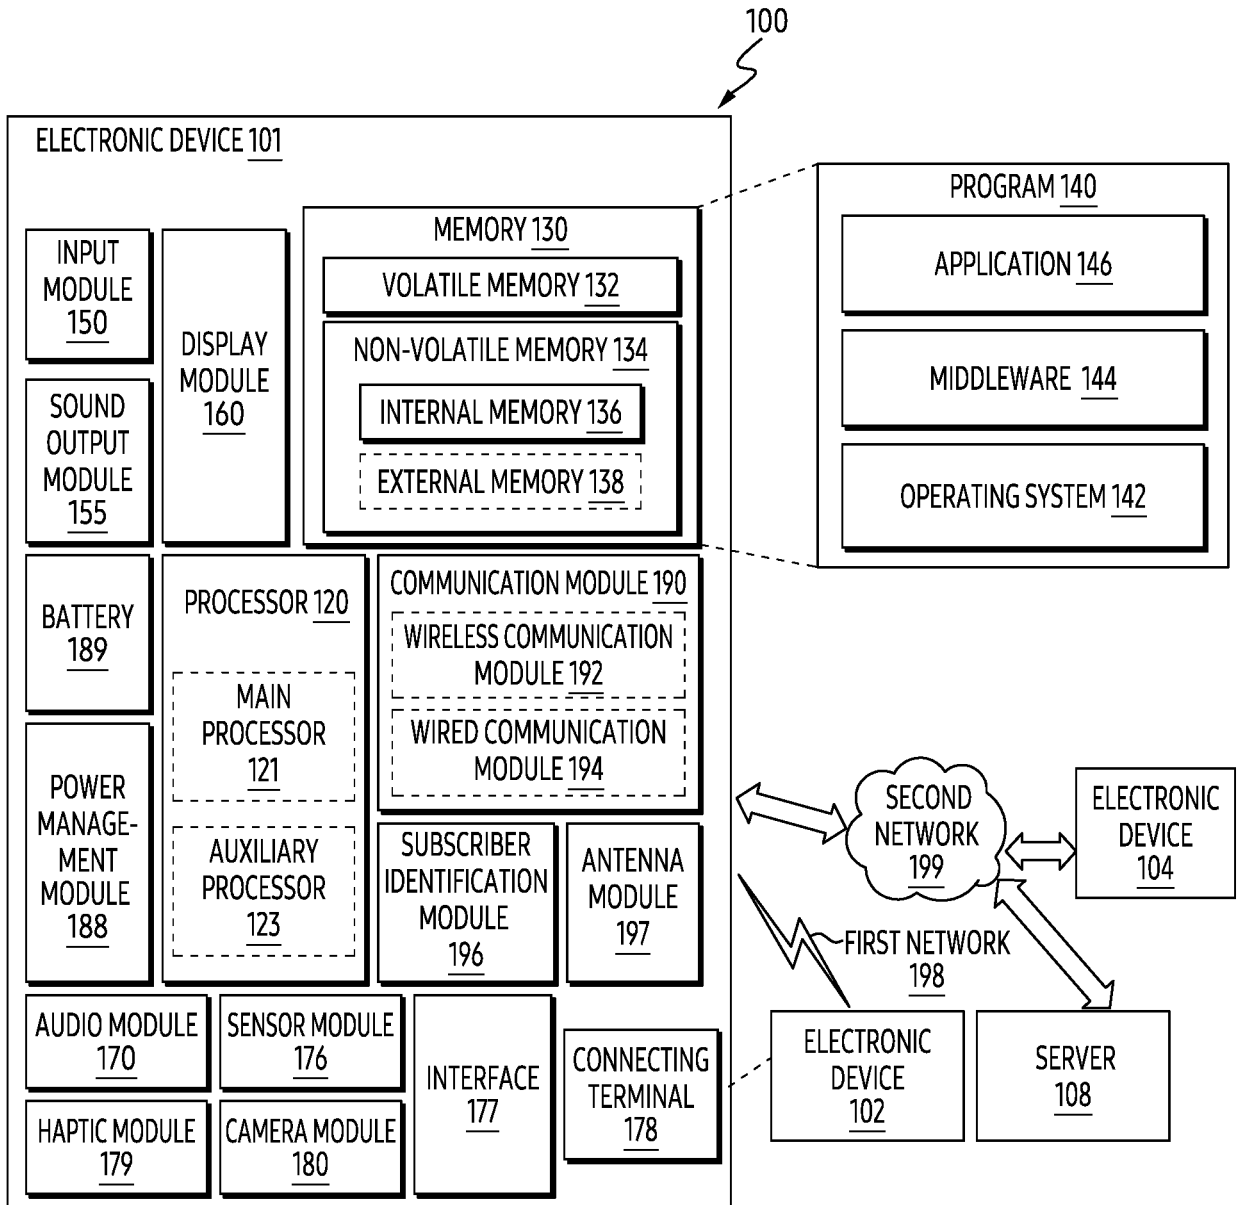 100
ELECTRONIC DEVICE 101
INPUT
MODULE
150
SOUND
OUTPUT
MODULE
155
DISPLAY
MODULE
160
MEMORY 130
VOLATILE MEMORY 132
NON-VOLATILE MEMORY 134
INTERNAL MEMORY 136
EXTERNAL MEMORY 138
PROGRAM 140
APPLICATION 146
MIDDLEWARE 144
OPERATING SYSTEM 142
BATTERY
189
POWER
MANAGE-
MENT MODULE
188
PROCESSOR 120
MAIN
PROCESSOR
121
AUXILIARY
PROCESSOR
123
COMMUNICATION MODULE 190
WIRELESS COMMUNICATION
MODULE 192
WIRED COMMUNICATION
MODULE 194
SUBSCRIBER
IDENTIFICATION
MODULE
196
ANTENNA
MODULE
197
AUDIO MODULE
170
SENSOR MODULE
176
HAPTIC MODULE
179
CAMERA MODULE
180
INTERFACE
177
CONNECTING
TERMINAL
178
SECOND
NETWORK
199
ELECTRONIC
DEVICE
104
FIRST NETWORK
198
ELECTRONIC
DEVICE
102
SERVER
108